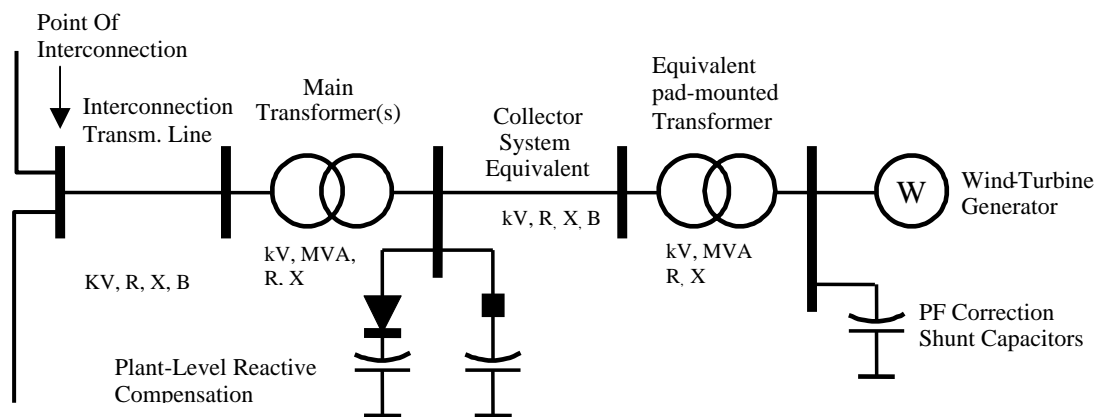 Point Of
Interconnection
Interconnection
Transm. Line
Main
Transformer(s)
Collector
System
Equivalent
Equivalent
pad-mounted
Transformer
W
Wind-Turbine
Generator
KV, R, X, B
kV, MVA,
R. X
kV, R, X, B
kV, MVA
R, X
Plant-Level Reactive
Compensation
PF Correction
Shunt Capacitors